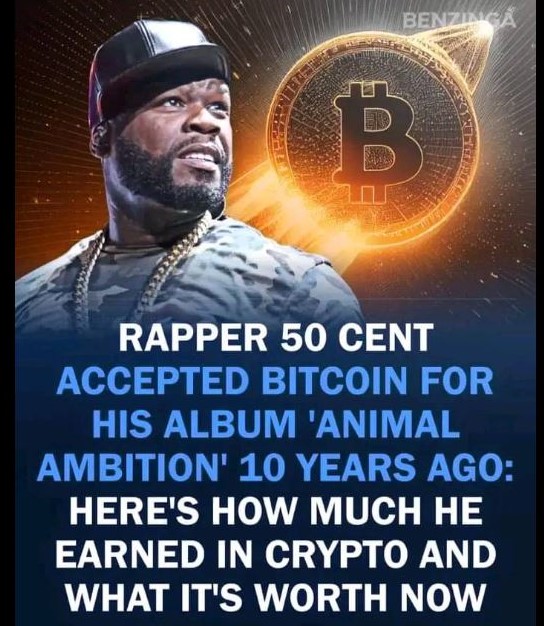 BENZINGA
RAPPER 50 CENT
ACCEPTED BITCOIN FOR
HIS ALBUM 'ANIMAL
AMBITION' 10 YEARS AGO:
HERE'S HOW MUCH HE
EARNED IN CRYPTO AND
WHAT IT'S WORTH NOW